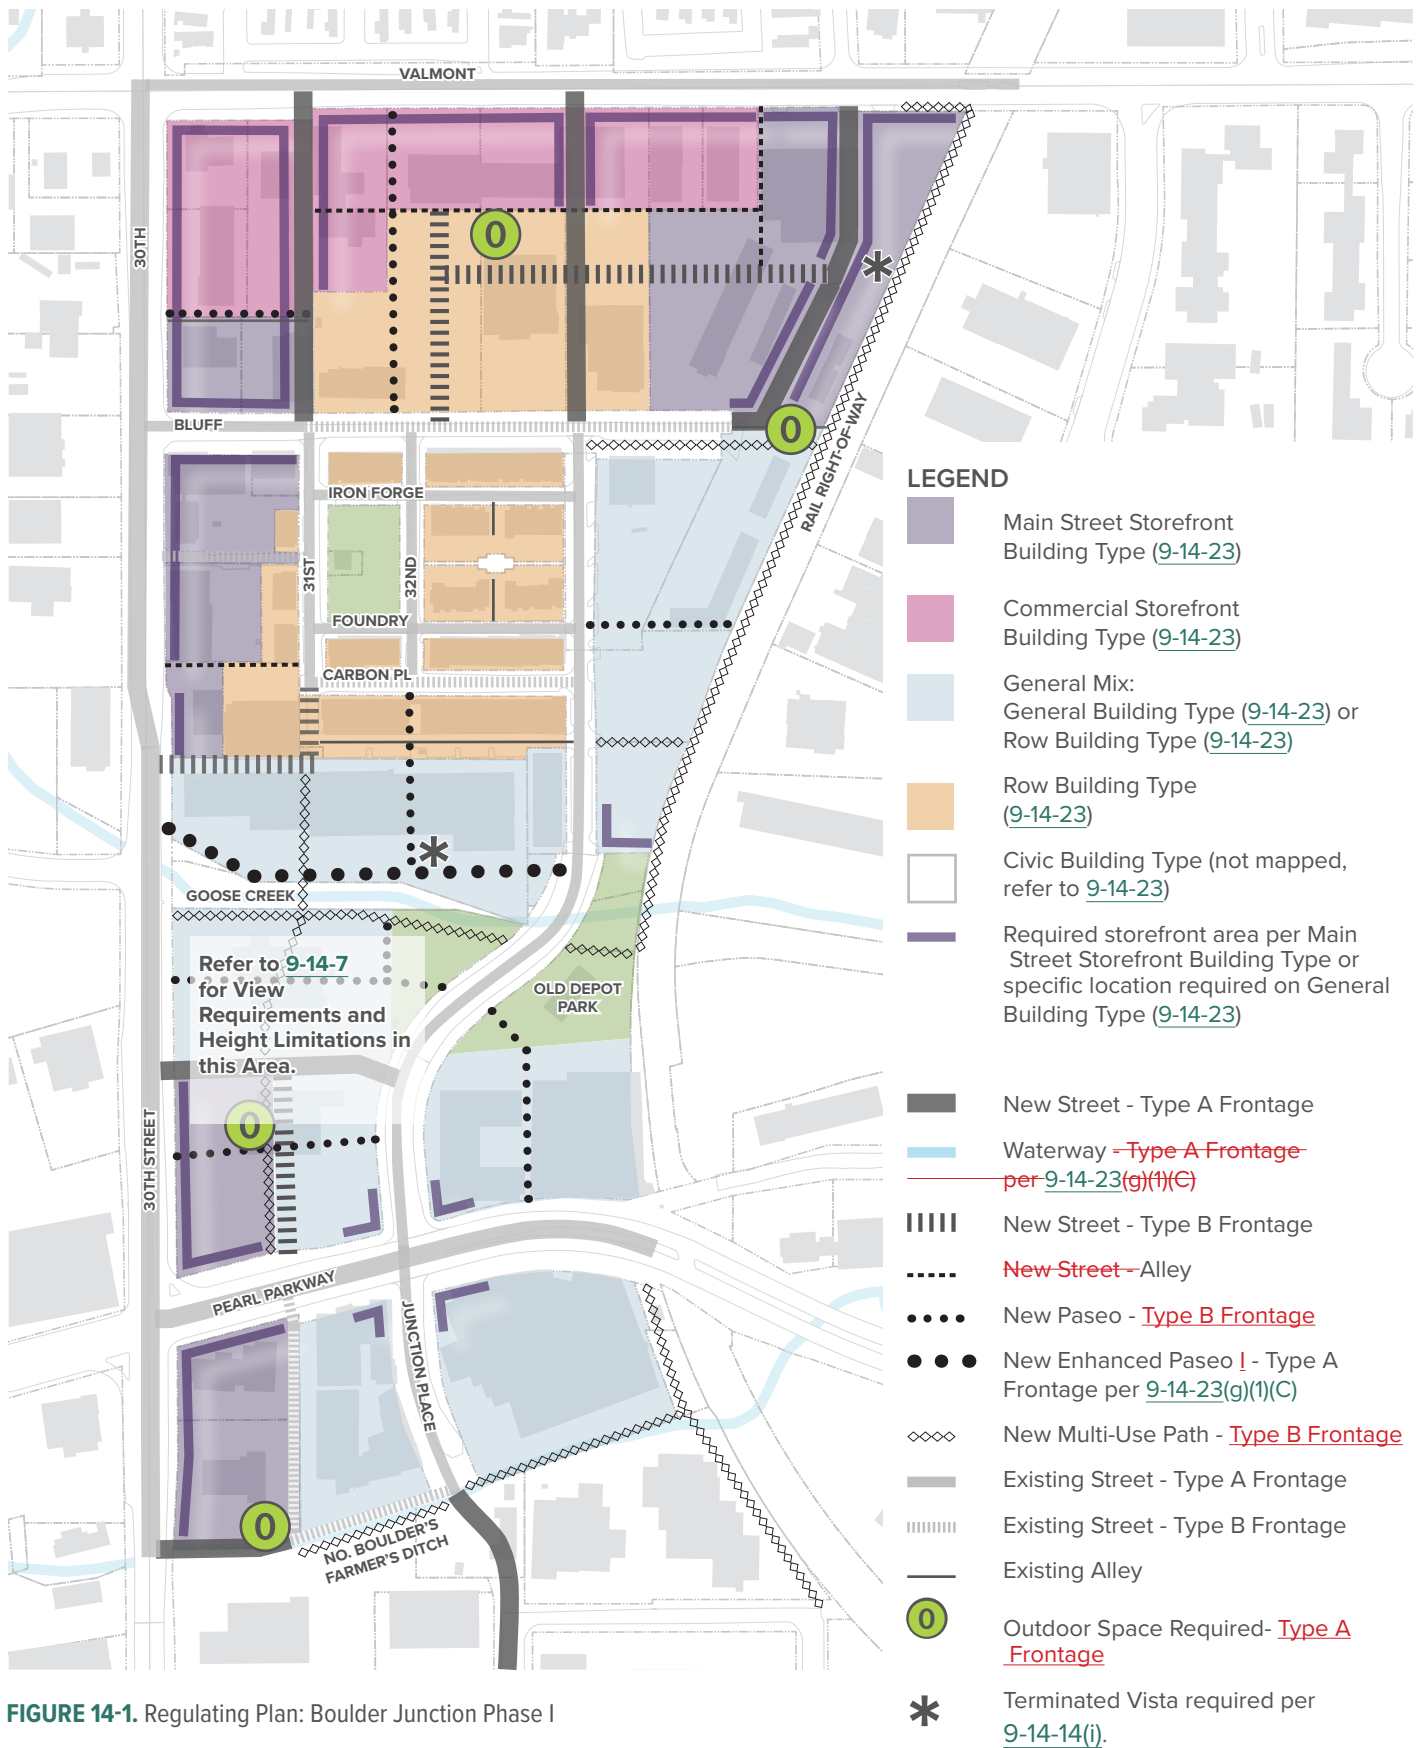 VALMONT
30TH
0
BLUFF
0
RAIL RIGHT-OF-WAY
IRON FORGE
31ST
32ND
FOUNDRY
CARBON PL
GOOSE CREEK
Refer to 9-14-7
for View
Requirements and
Height Limitations in
this Area.
OLD DEPOT
PARK
0
30TH STREET
PEARL PARKWAY
JUNCTION PLACE
0
NO. BOULDER'S
FARMER'S DITCH
LEGEND
Main Street Storefront
Building Type (9-14-23)
Commercial Storefront
Building Type (9-14-23)
General Mix:
General Building Type (9-14-23) or
Row Building Type (9-14-23)
Row Building Type
(9-14-23)
Civic Building Type (not mapped,
refer to 9-14-23)
Required storefront area per Main
Street Storefront Building Type or
specific location required on General
Building Type (9-14-23)
New Street - Type A Frontage
Waterway - Type A Frontage
per 9-14-23(g)(1)(C)
New Street - Type B Frontage
New Street - Alley
New Paseo - Type B Frontage
New Enhanced Paseo I - Type A
Frontage per 9-14-23(g)(1)(C)
New Multi-Use Path - Type B Frontage
Existing Street - Type A Frontage
Existing Street - Type B Frontage
Existing Alley
0
Outdoor Space Required- Type A
Frontage
Terminated Vista required per
9-14-14(i).
FIGURE 14-1. Regulating Plan: Boulder Junction Phase I